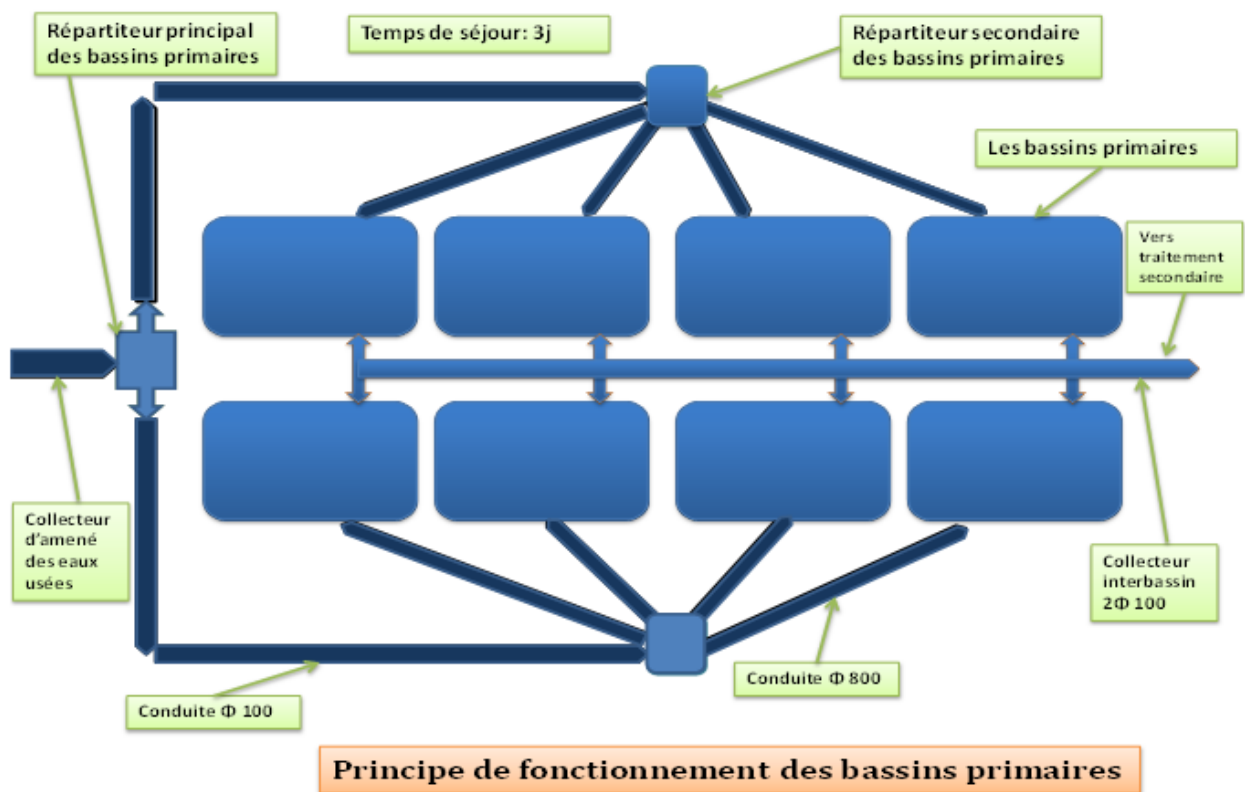 Répartiteur principal
des bassins primaires
Temps de séjour: 3j
Répartiteur secondaire
des bassins primaires
Les bassins primaires
Vers
traitement
secondaire
Collecteur
d'amené
des eaux
usées
Collecteur
interbassin
2Φ 100
Conduite Φ 800
Conduite Φ 100
Principe de fonctionnement des bassins primaires